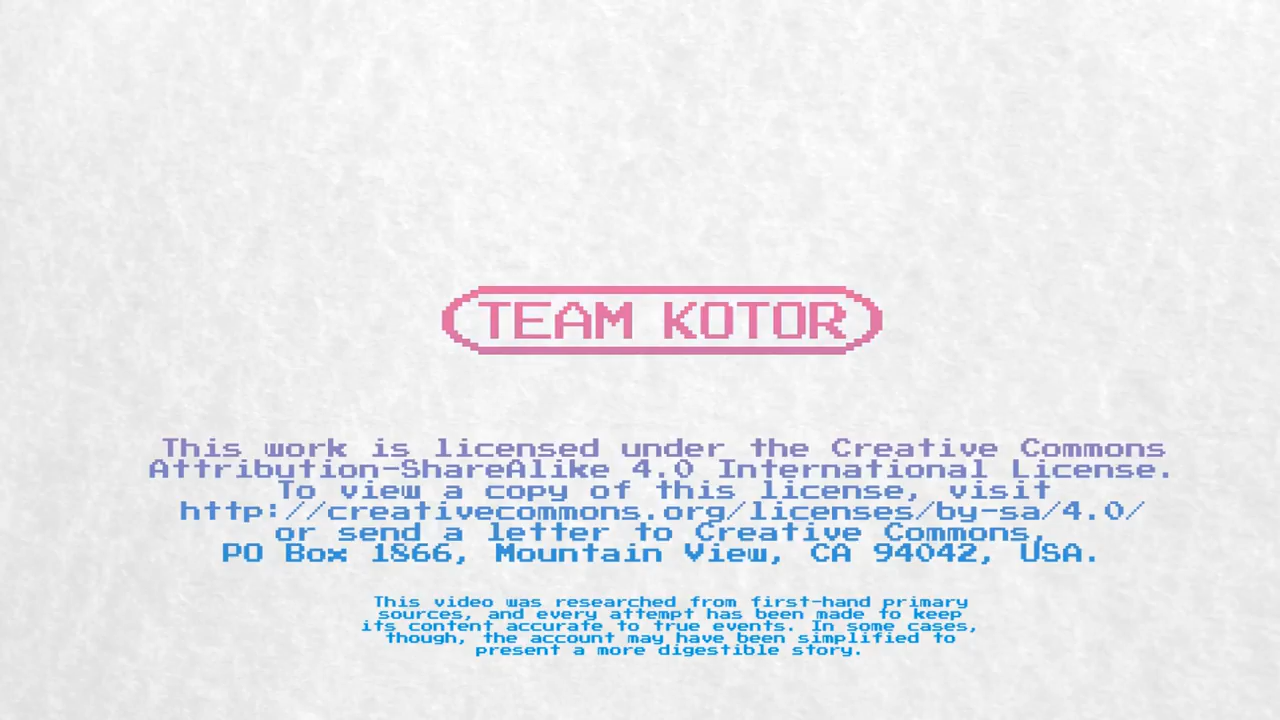 TEAM KOTOR
This work is licensed under the Creative Commons
Attribution-ShareAlike 4.0 International License.
To view a copy of this license, visit
http://creativecommons.org/licenses/by-sa/4.0/
or send a letter to Creative Commons,
PO Box 1866, Mountain View, CA 94042, USA.
This video was researched from first-hand primary
sources, and every attempt has been made to keep
its content accurate to true events. In some cases,
though, the account may have been simplified to
present a more digestible story.